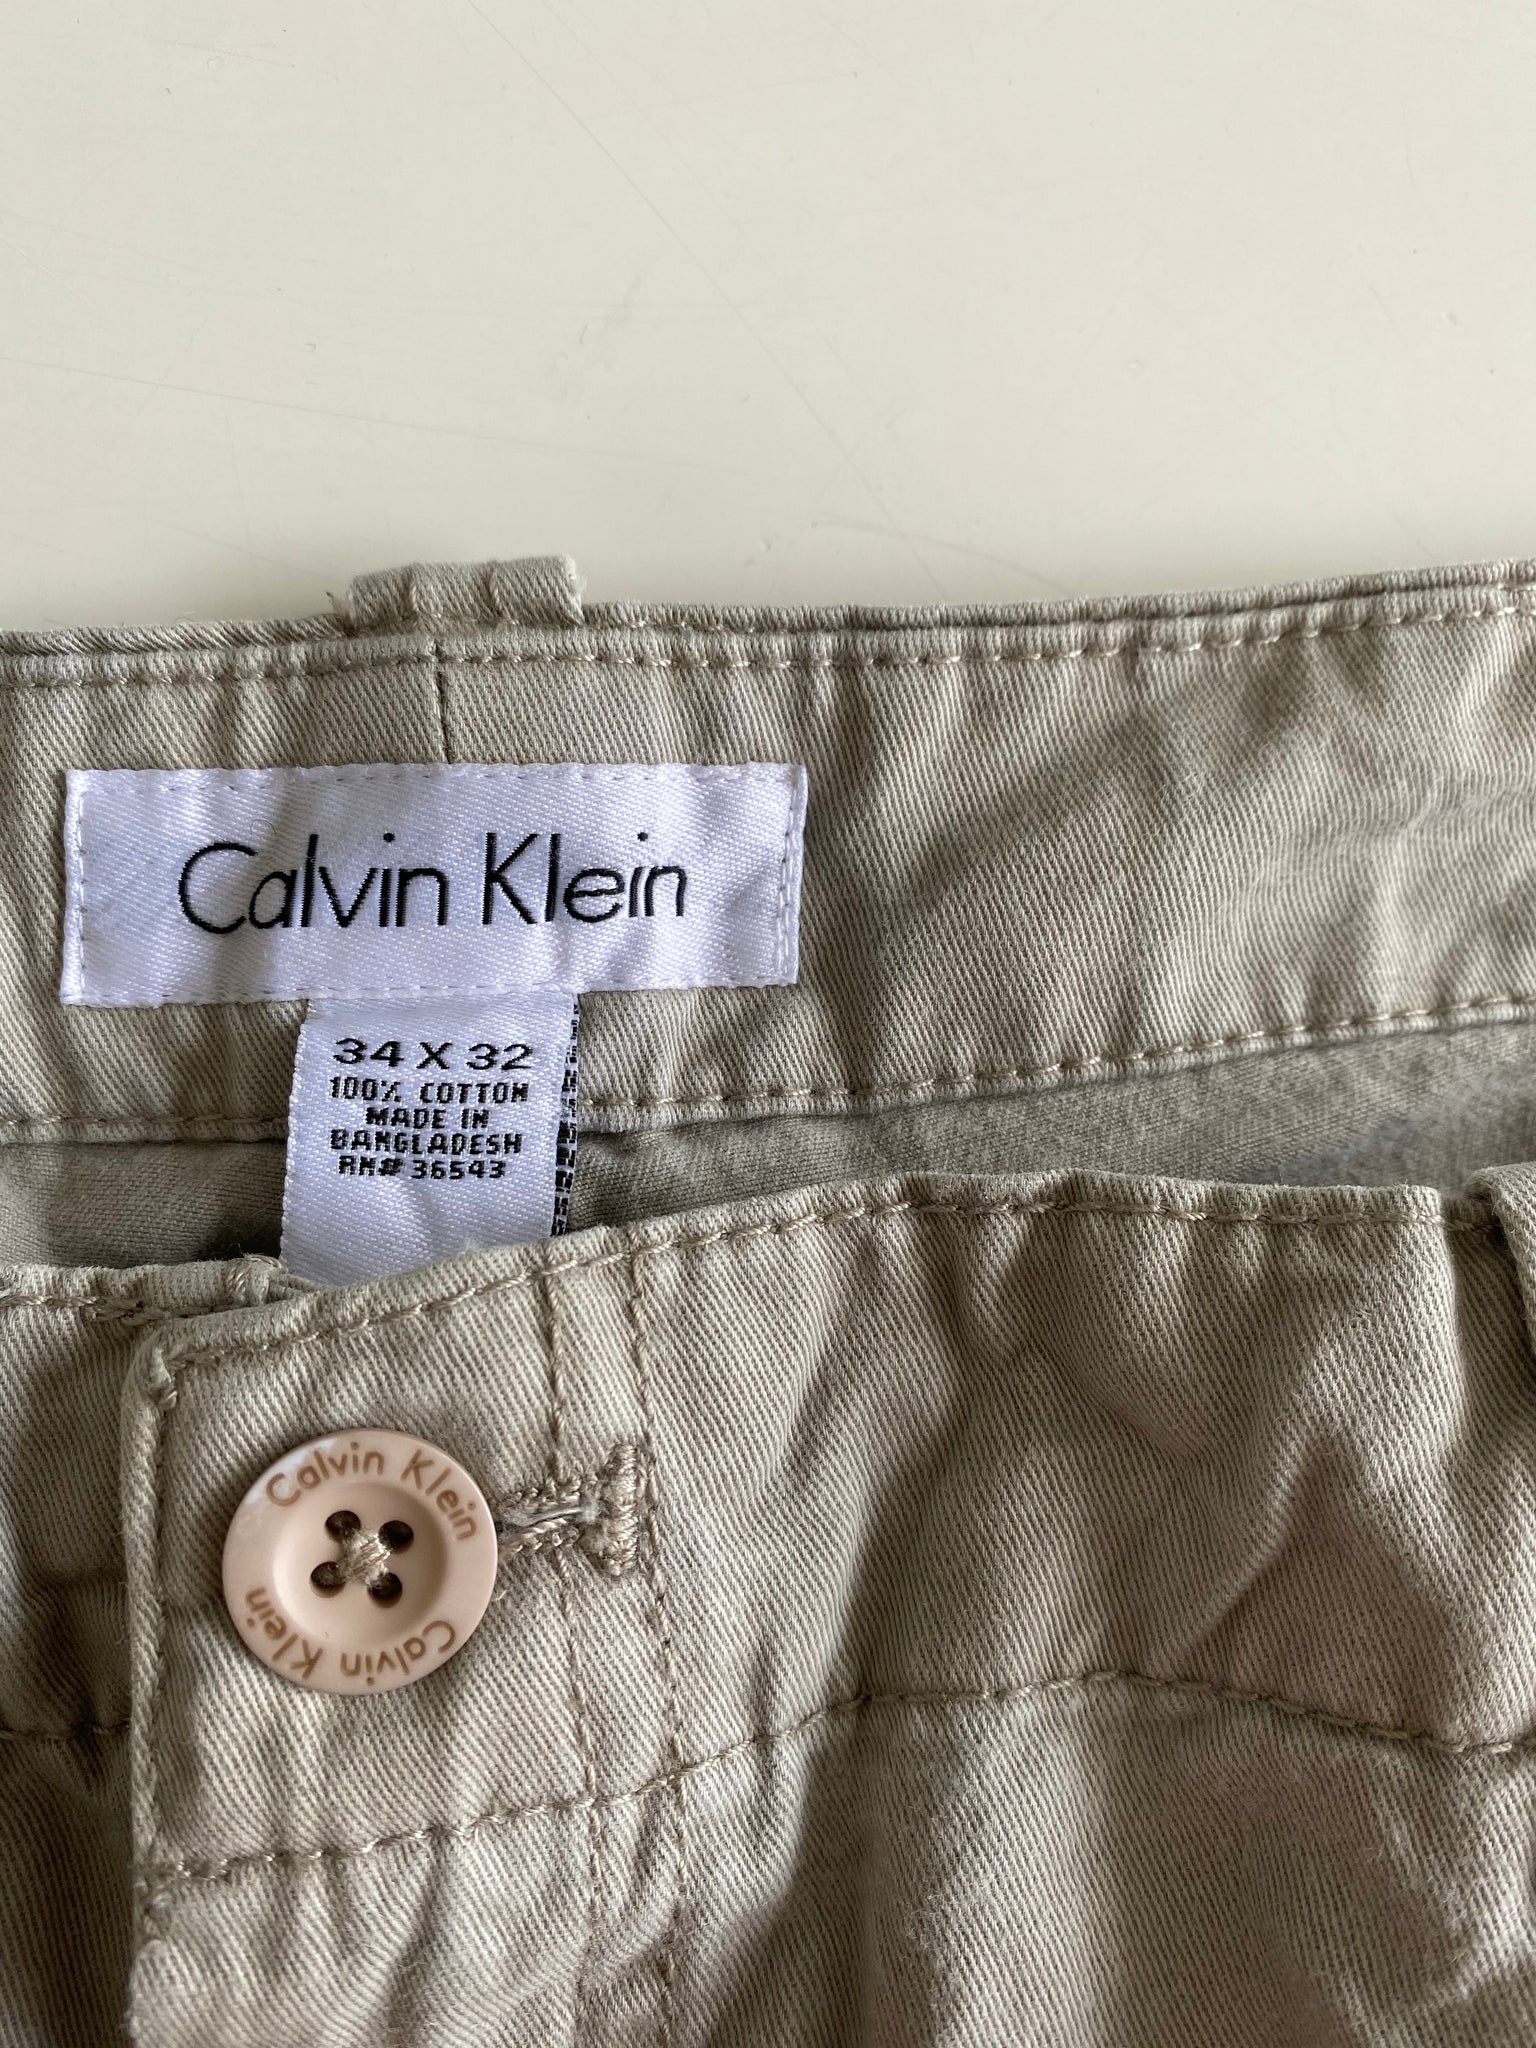 Calvin Klein
34 X 32
100% COTTON
MADE IN
BANGLADESH
RN# 36543
Calvin Klein
Calvin Klein